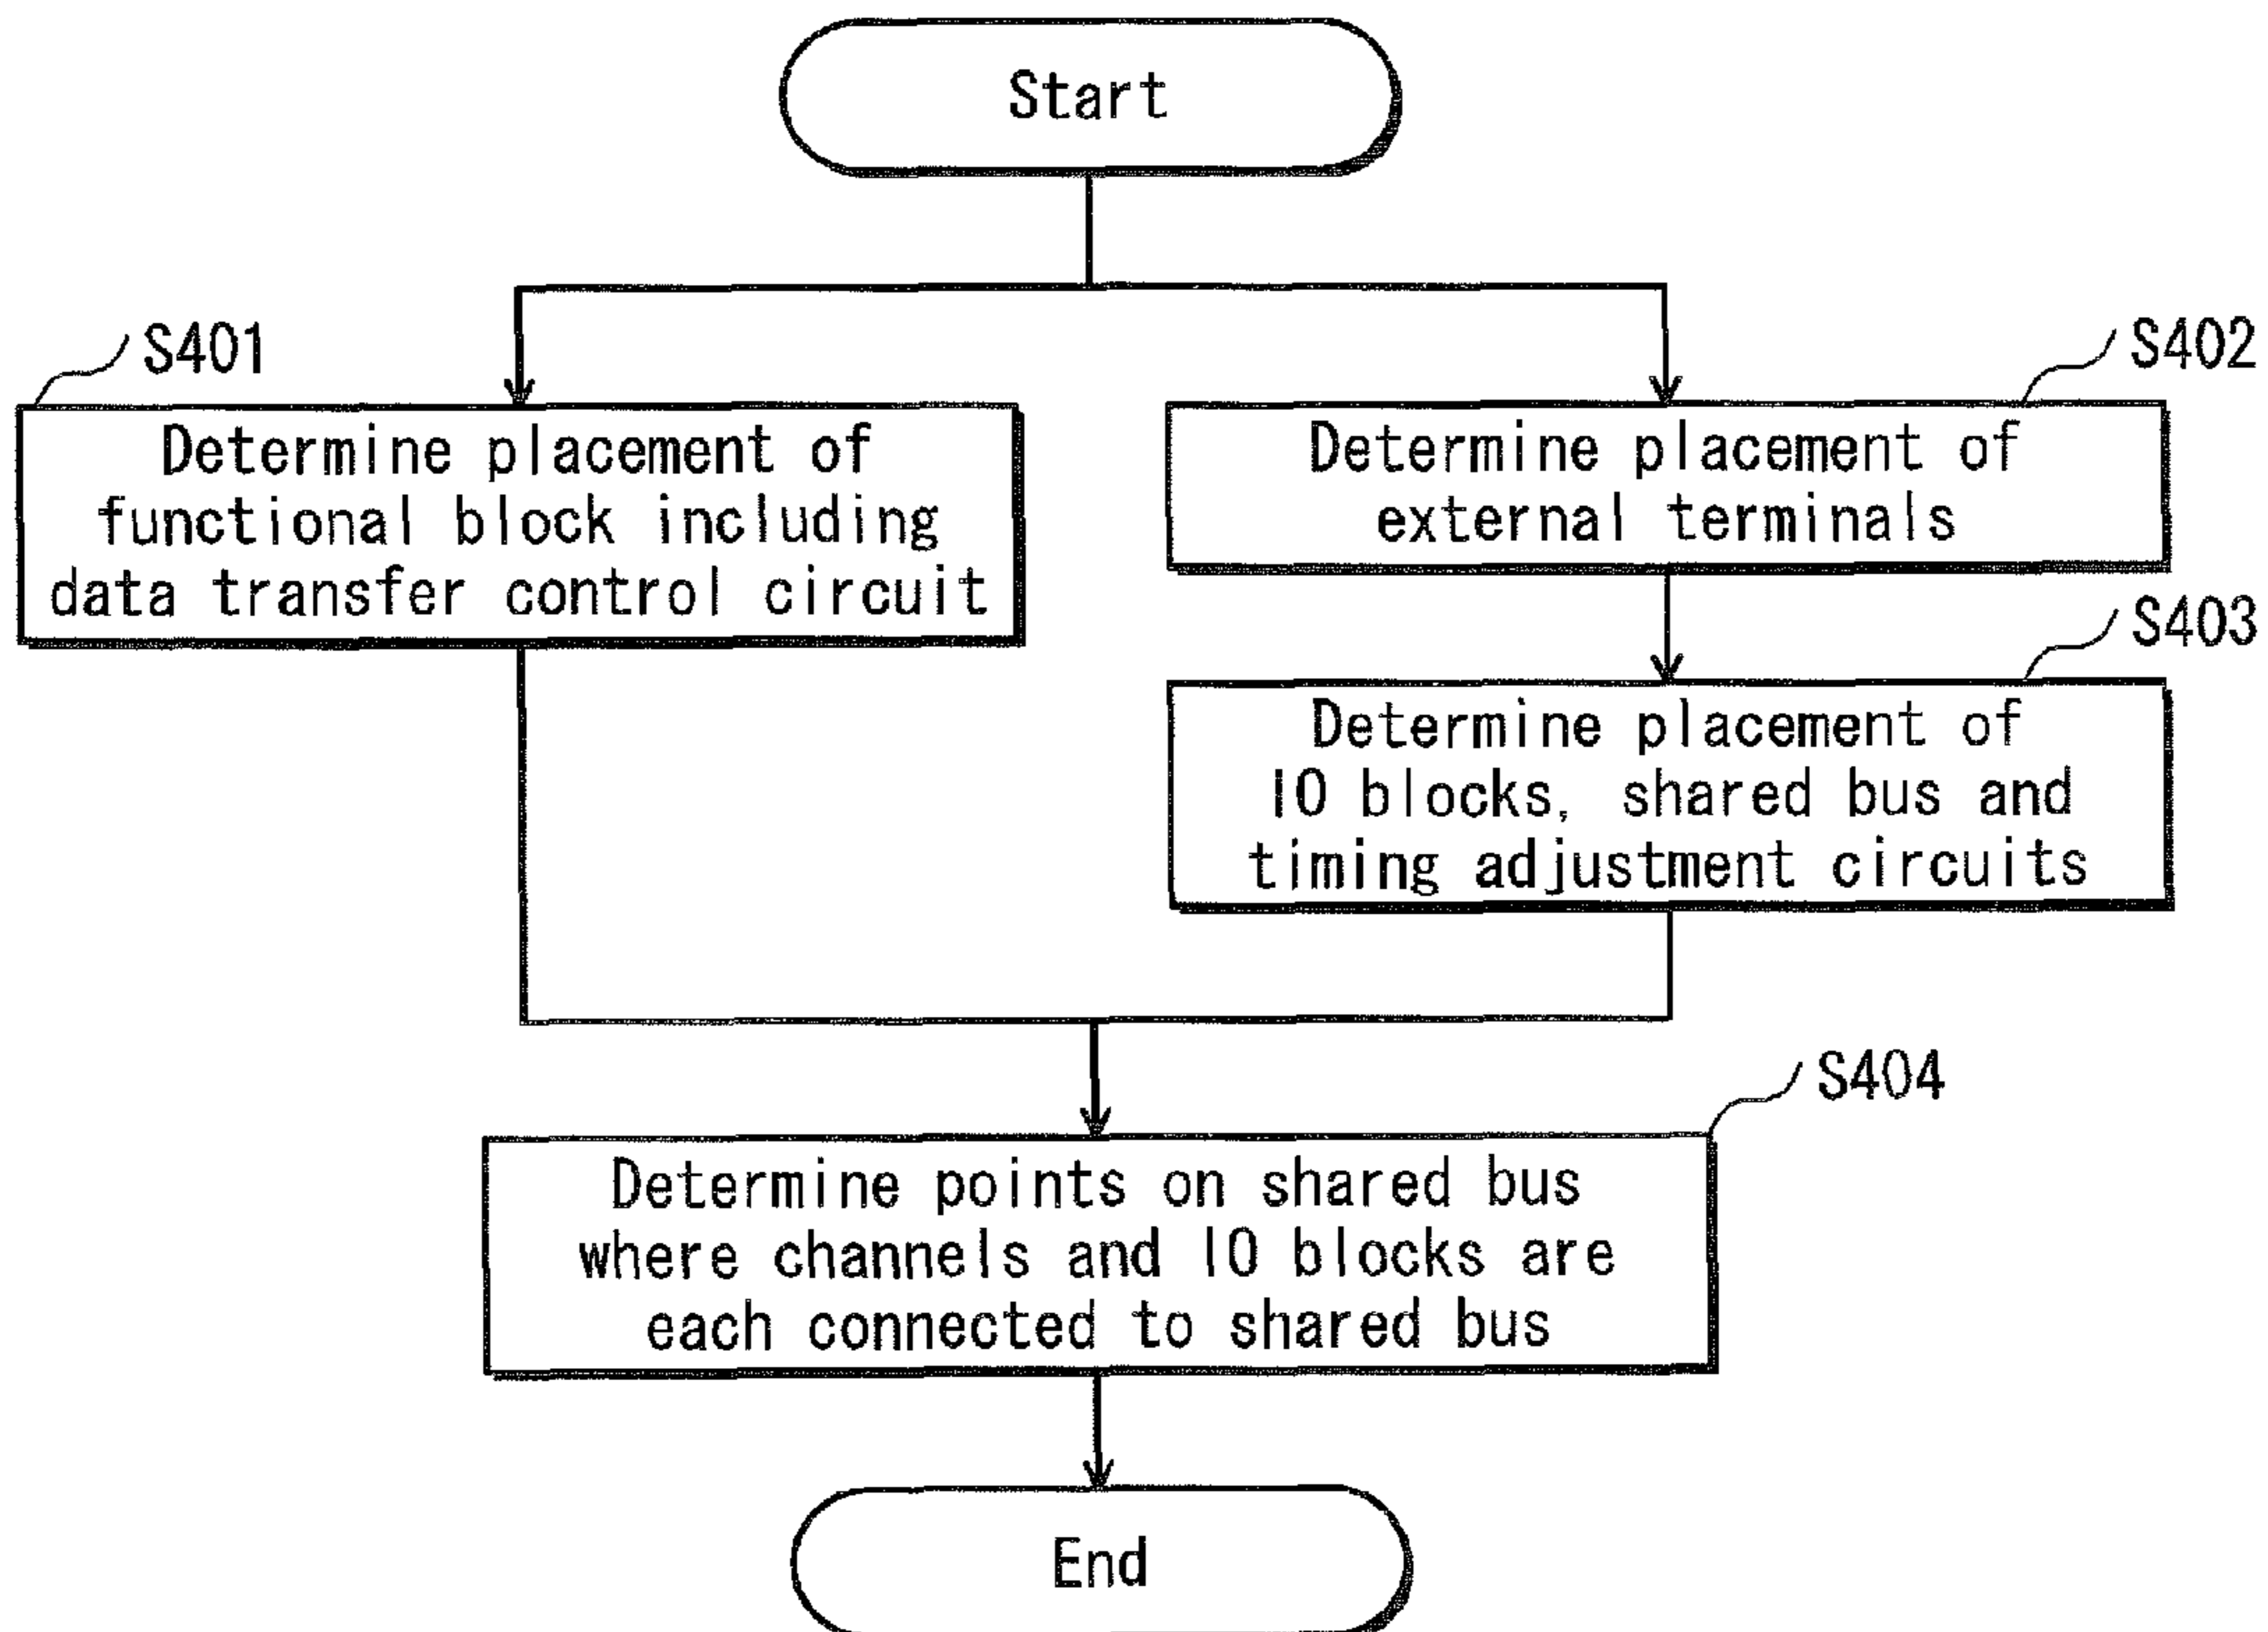 Start
S401
Determine placement of
functional block including
data transfer control circuit
S402
Determine placement of
external terminals
S403
Determine placement of
IO blocks, shared bus and
timing adjustment circuits
S404
Determine points on shared bus
where channels and IO blocks are
each connected to shared bus
End